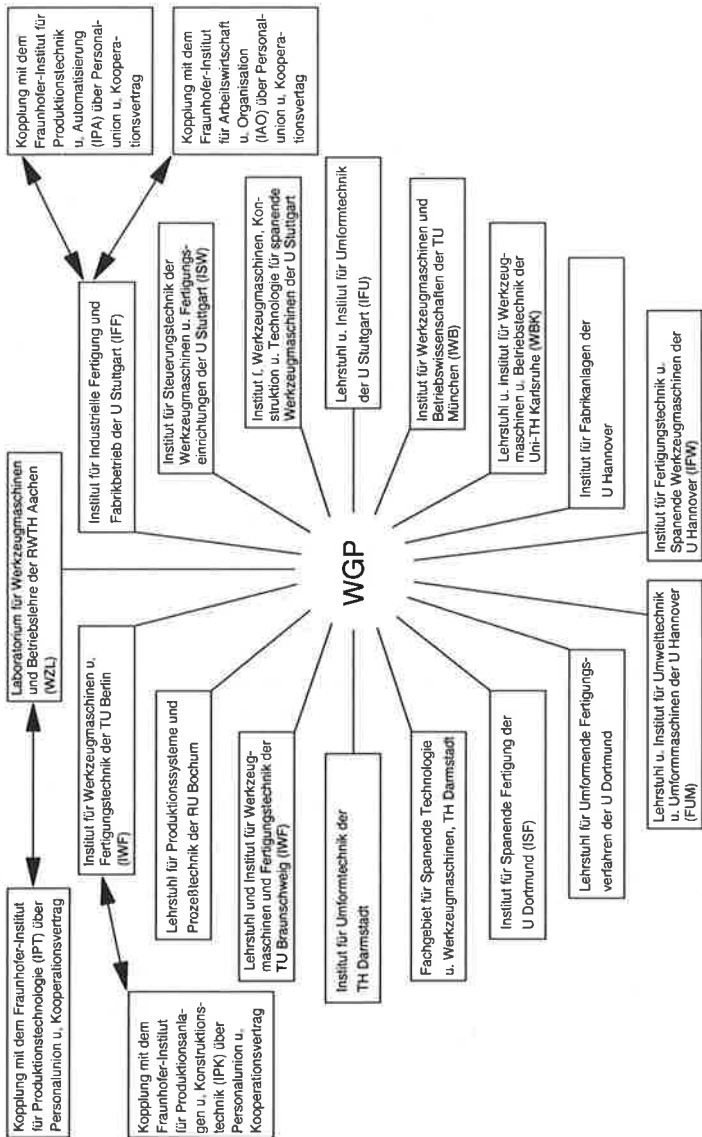 Kopplung mit dem Fraunhofer-Institut
für Produktionstechnologie (IPT) über
Personalunion u. Kooperationsvertrag
Laboratorium für Werkzeugmaschinen
und Betriebslehre der RWTH Aachen
(WZL)
Kopplung mit dem
Fraunhofer-Institut für
Produktionstechnik
u. Automatisierung
(IPA) über Personal-
union u. Koopera-
tionsvertrag
Kopplung mit dem
Fraunhofer-Institut
für Produktionsanla-
gen u. Konstruktions-
technik (IPK) über
Personalunion u.
Kooperationsvertrag
Institut für Werkzeugmaschinen u.
Fertigungstechnik der TU Berlin
(IWF)
Institut für Industrielle Fertigung und
Fabrikbetrieb der U Stuttgart (IFF)
Kopplung mit dem
Fraunhofer-Institut
für Arbeitswirtschaft
u. Organisation
(IAO) über Personal-
union u. Koopera-
tionsvertag
Lehrstuhl für Produktionssysteme und
Prozeßtechnik der RU Bochum
Institut für Steuerungstechnik der
Werkzeugmaschinen u. Fertigungs-
einrichtungen der U Stuttgart (ISW)
Lehrstuhl und Institut für Werkzeug-
maschinen und Fertigungstechnik der
TU Braunschweig (IWF)
Institut f. Werkzeugmaschinen, Kon-
struktion u. Technologie für spanende
Werkzeugmaschinen der U Stuttgart
Institut für Umformtechnik der
TH Darmstadt
WGP
Lehrstuhl u. Institut für Umformtechnik
der U Stuttgart (IFU)
Fachgebiet für Spanende Technologie
u. Werkzeugmaschinen, TH Darmstadt
Institut für Werkzeugmaschinen und
Betriebswissenschaften der TU
München (IWB)
Institut für Spanende Fertigung der
U Dortmund (ISF)
Lehrstuhl u. Institut für Werkzeug-
maschinen u. Betriebstechnik der
Uni-TH Karlsruhe (WBK)
Lehrstuhl für Umformende Fertigungs-
verfahren der U Dortmund
Institut für Fabrikanlagen der
U Hannover
Lehrstuhl u. Institut für Umwelttechnik
u. Umformmaschinen der U Hannover
(FUM)
Institut für Fertigungstechnik u.
Spanende Werkzeugmaschinen der
U Hannover (IFW)